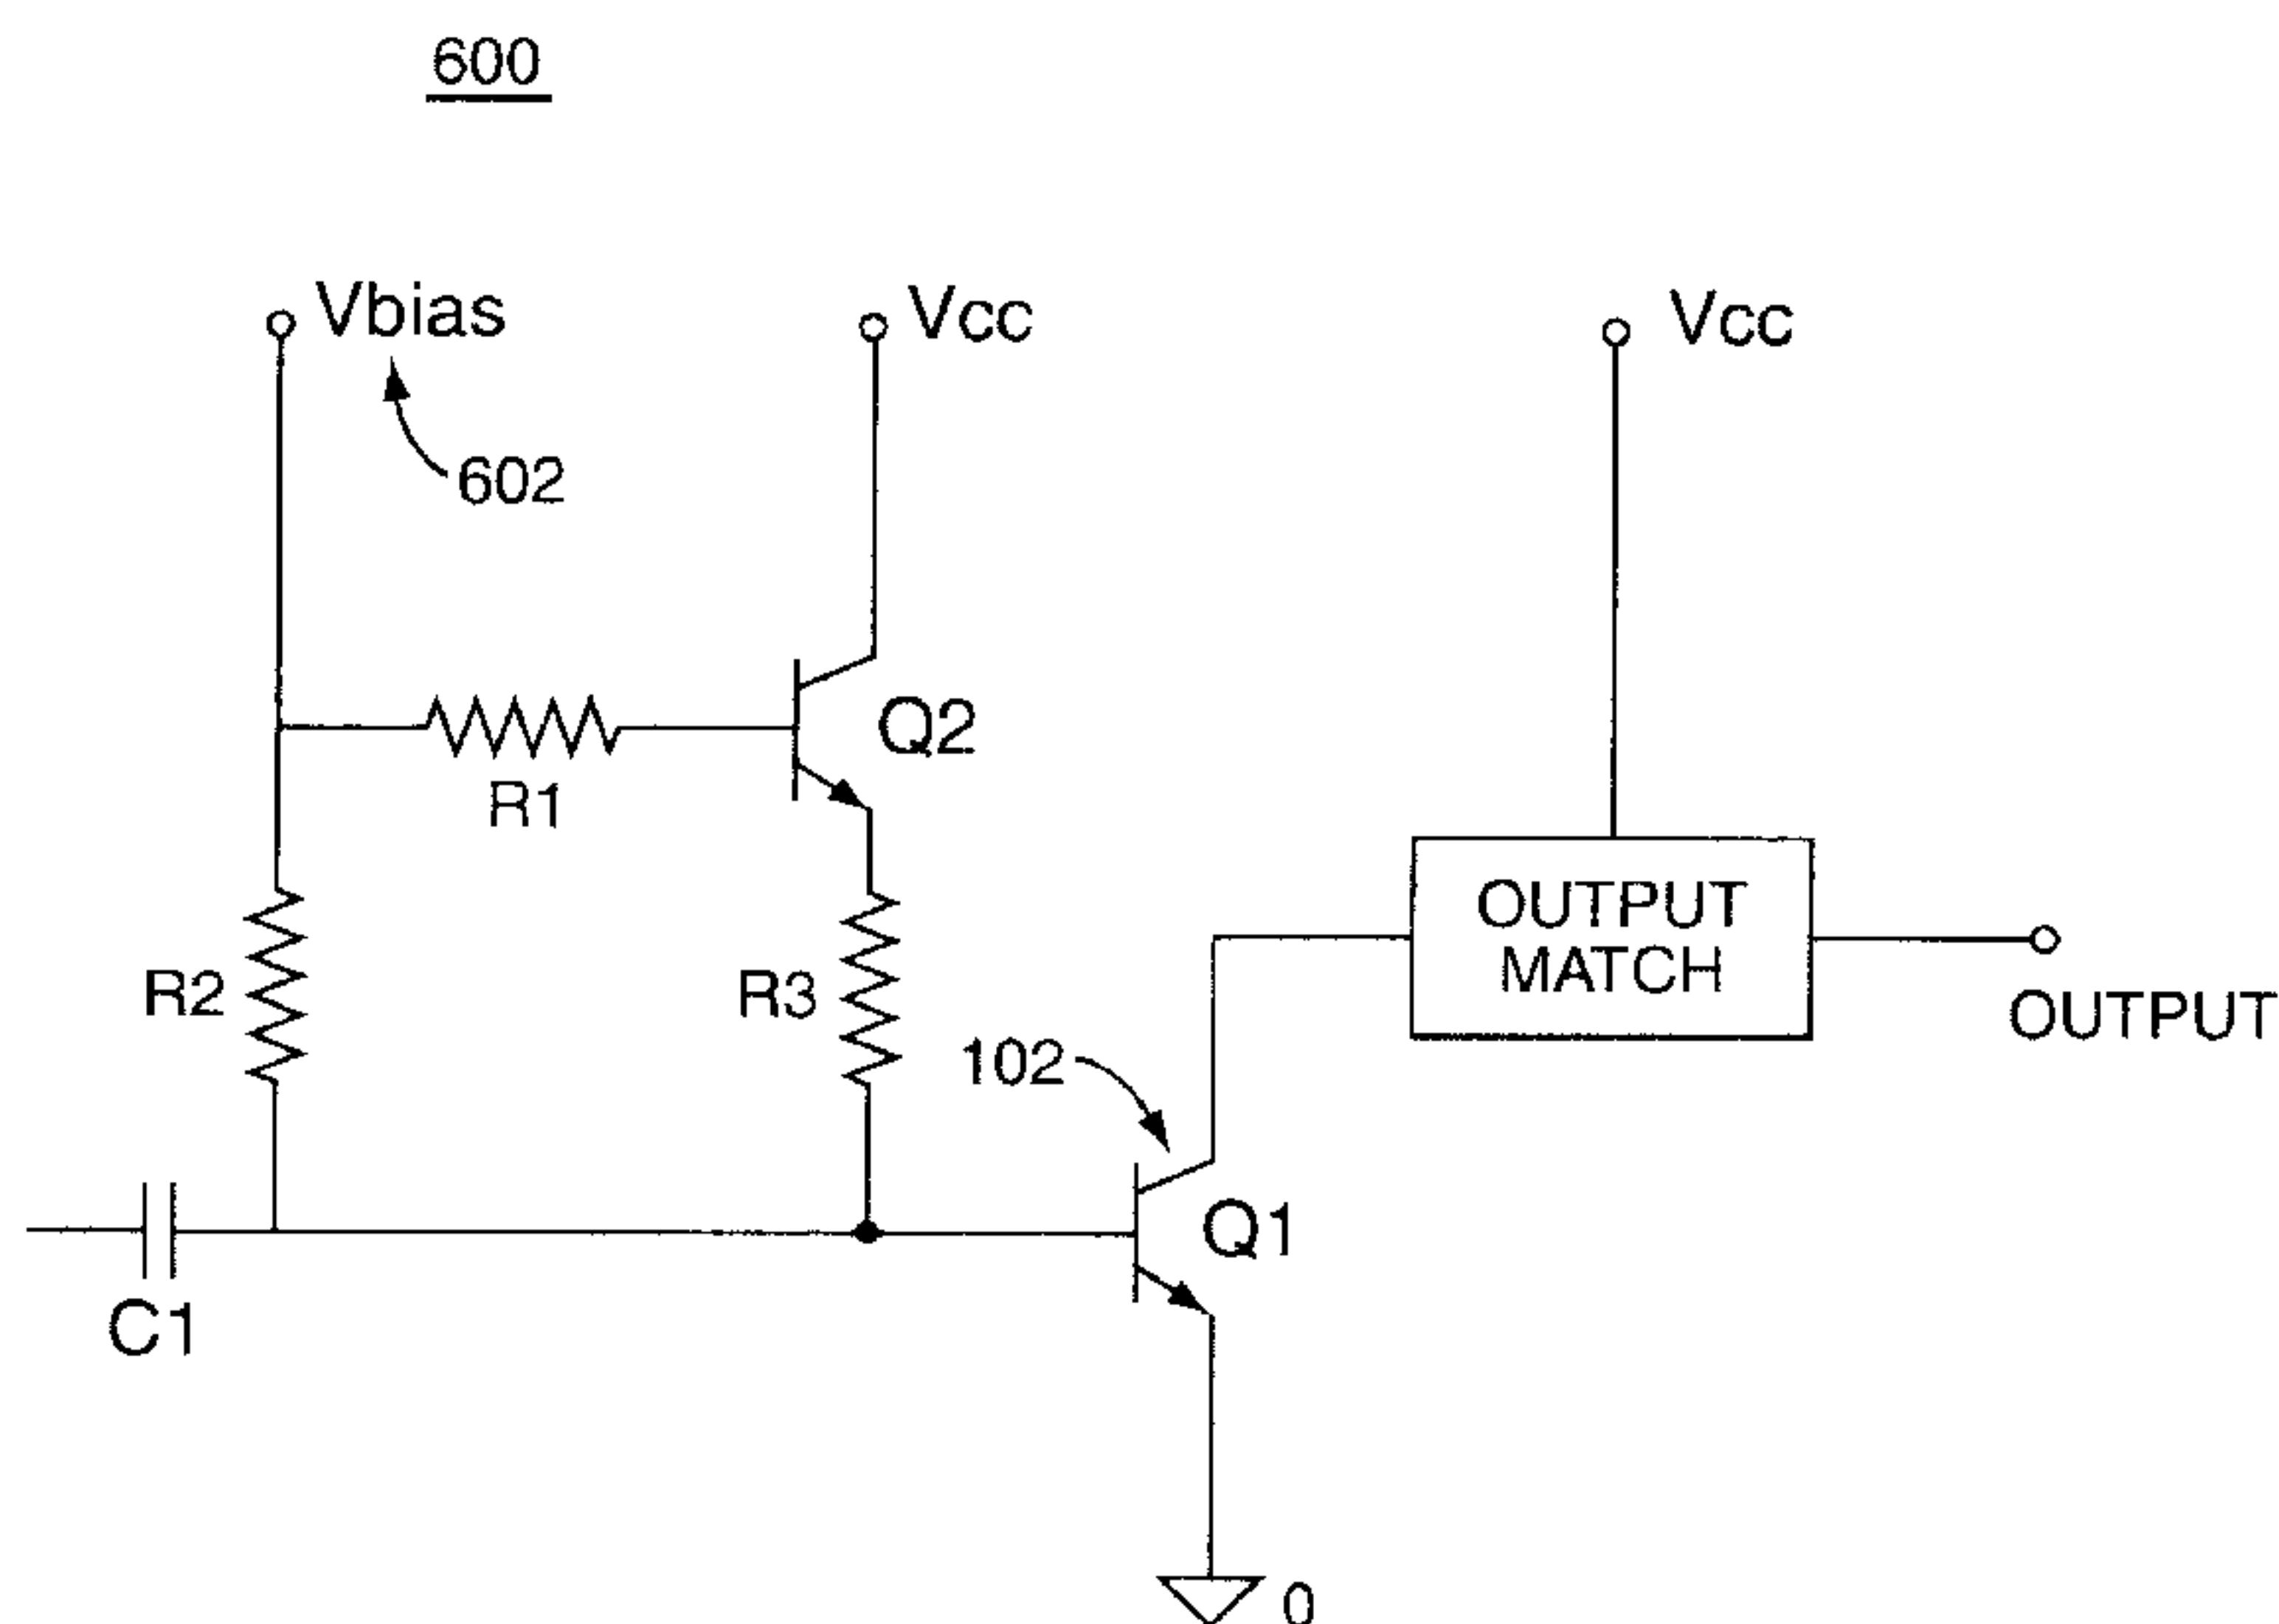 600
Vbias
Vcc
Vcc
602
Q2
R1
R2
R3
OUTPUT
MATCH
OUTPUT
102
Q1
C1
0